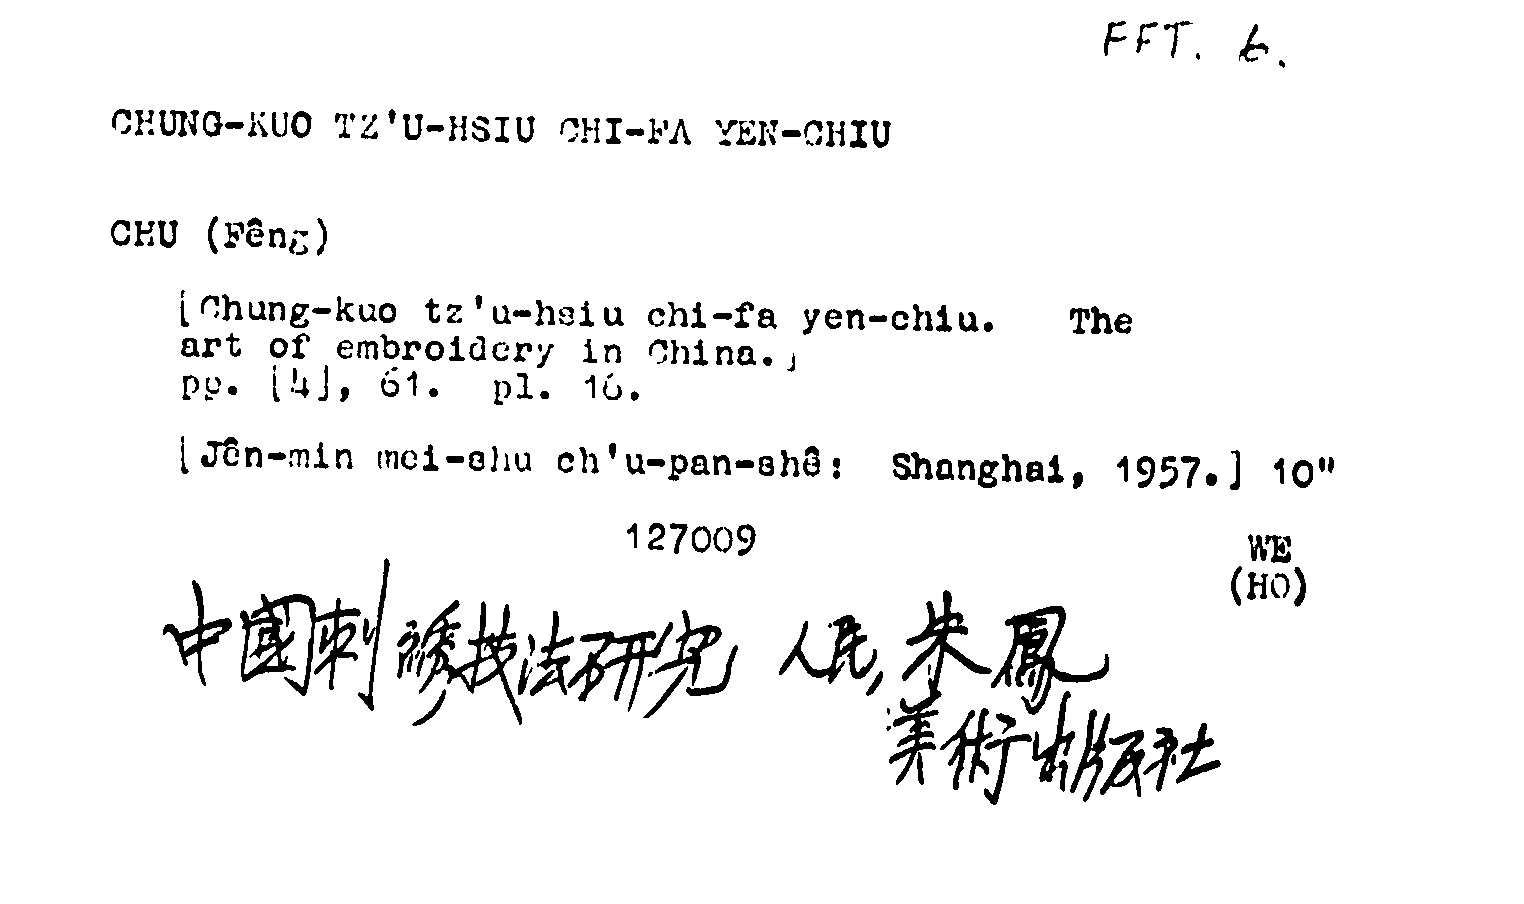 FFT. 6.
CHUNG-KUO TZ'U-HSIU CHI-FA YEN-CHIU
CHU (Fêng)
[Chung-kuo tz'u-hsiu chi-fa yen-chiu. The
art of embroidery in China.]
pp. [4], 61. pl. 16.
[Jên-min mei-shu ch'u-pan-shê: Shanghai, 1957.] 10"
127009
WE
(HO)
中國刺繡技法研究 人民, 朱鳳
美術出版社